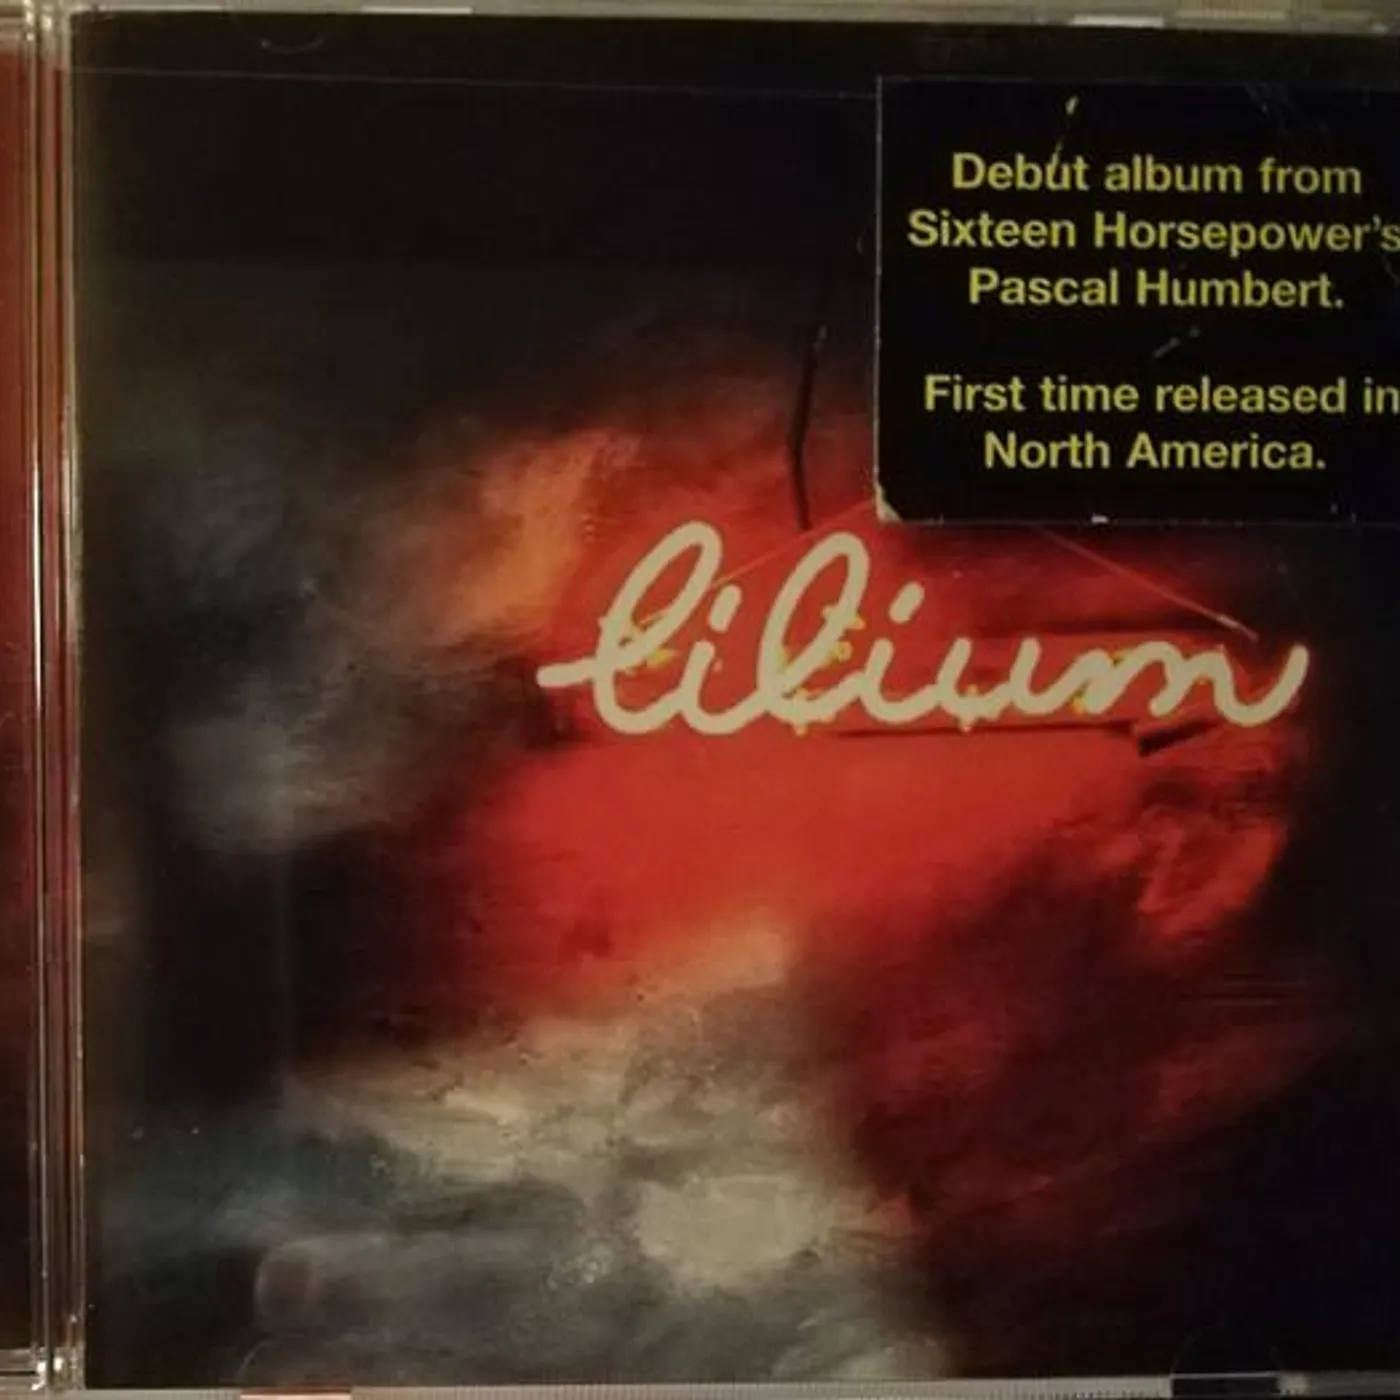 Debut album from
Sixteen Horsepower's
Pascal Humbert.
First time released in
North America.
lilium